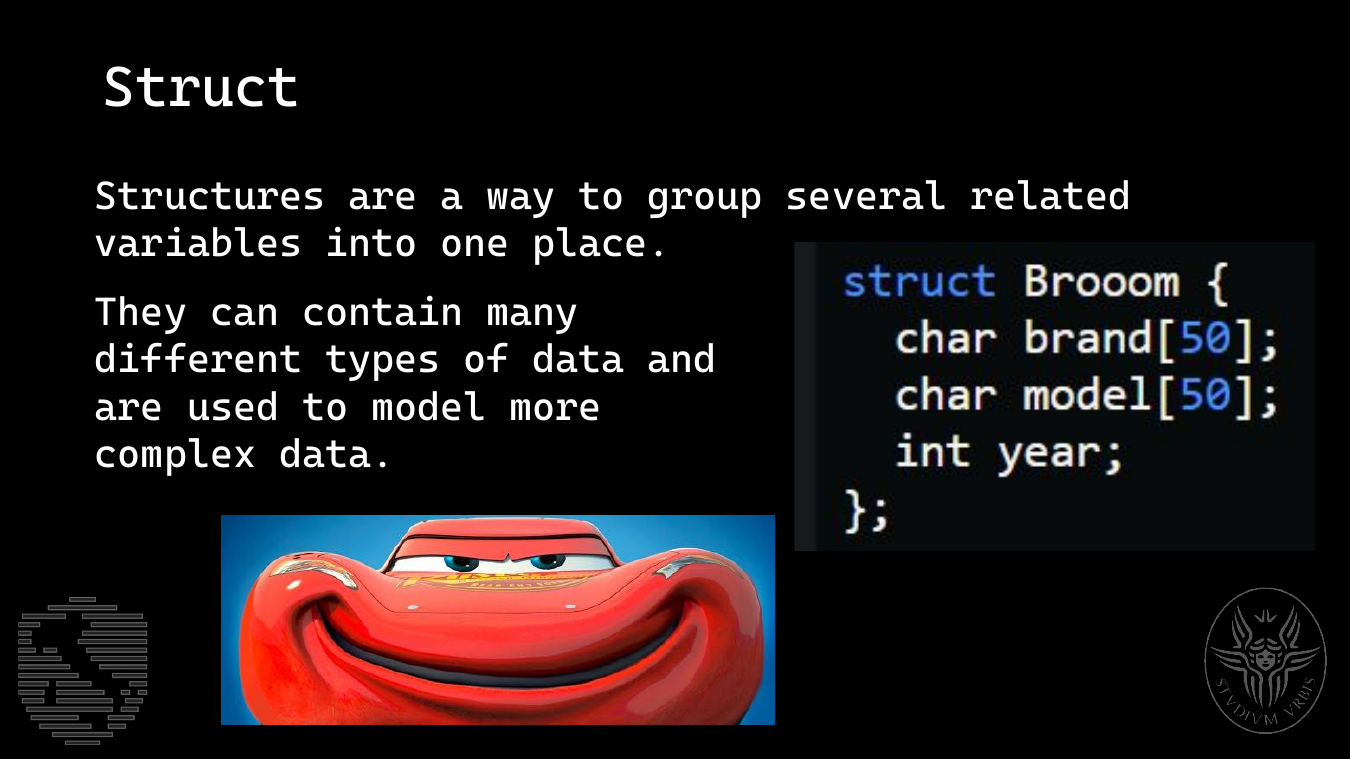 Struct
Structures are a way to group several related
variables into one place.
They can contain many
different types of data and
are used to model more
complex data.
struct Brooom {
char brand[50];
char model[50];
int year;
};
STVDIVM VRBIS